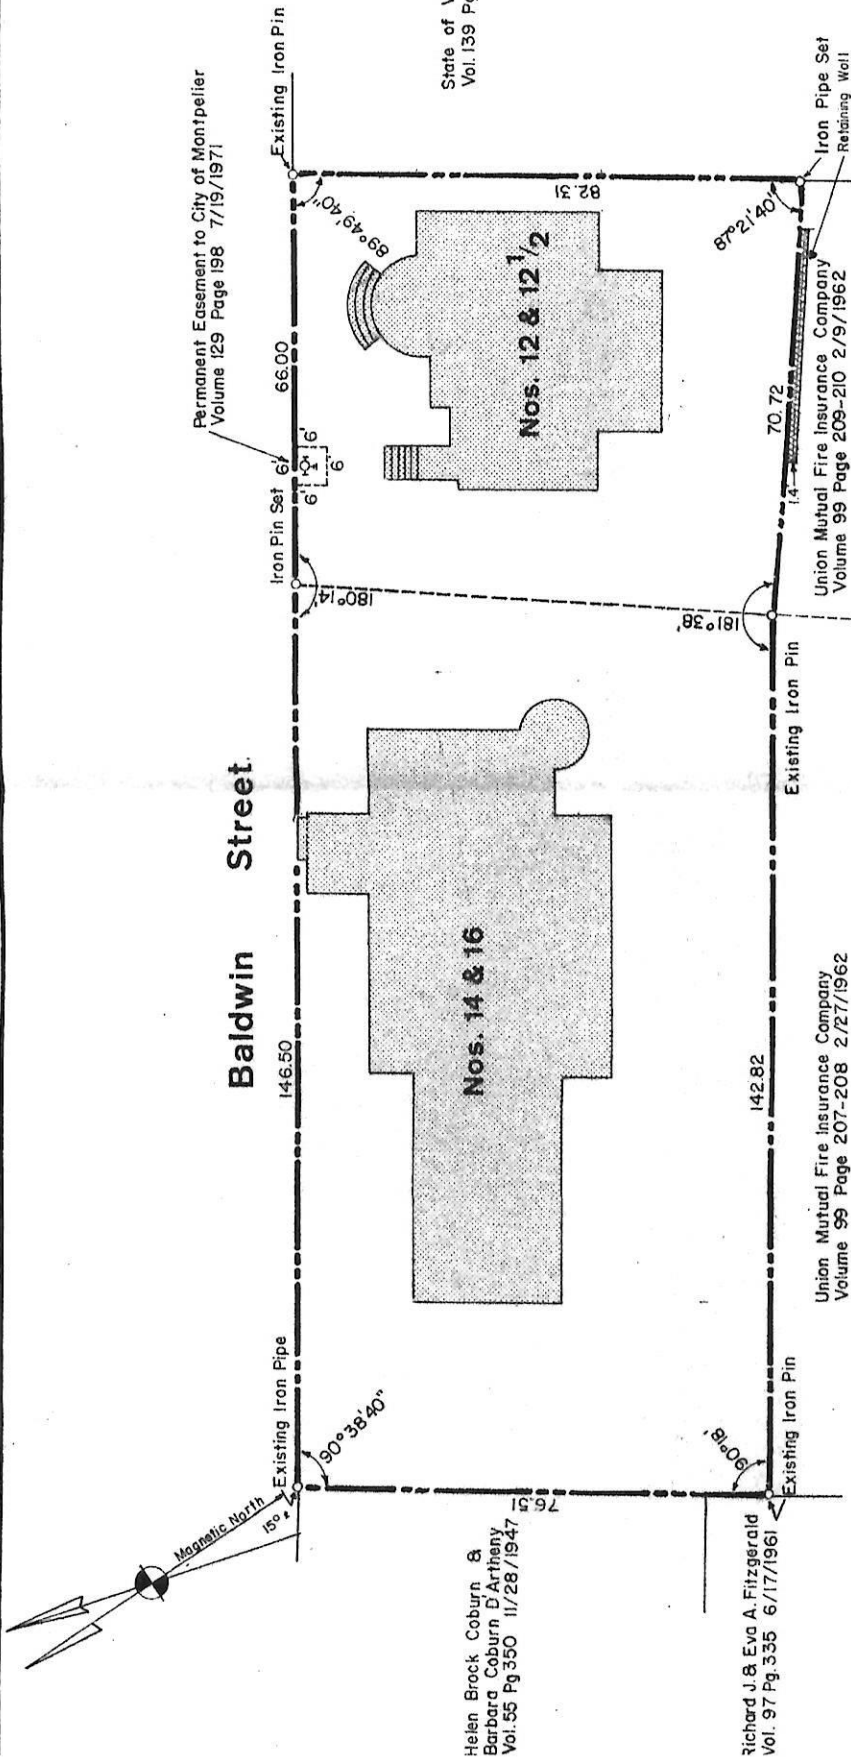 Existing Iron Pin
State of V
Vol. 139 Pg
Permanent Easement to City of Montpelier
Volume 129 Page 198 7/19/1971
Iron Pipe Set
Retaining Wall
89°49'40"
82.31
87°21'40"
66.00
6'
6'
6'
6
Iron Pin Set
Nos. 12 & 12 1/2
70.72
1.4
Union Mutual Fire Insurance Company
Volume 99 Page 209-210 2/9/1962
180°14'
181°38'
Existing Iron Pin
Baldwin Street
146.50
Nos. 14 & 16
142.82
Union Mutual Fire Insurance Company
Volume 99 Page 207-208 2/27/1962
Existing Iron Pipe
90°38'40"
90°18'
Existing Iron Pin
76.51
Magnetic North
15°±
Helen Brock Coburn &
Barbara Coburn D'Artheny
Vol. 55 Pg 350 11/28/1947
Richard J. & Eva A. Fitzgerald
Vol. 97 Pg. 335 6/17/1961